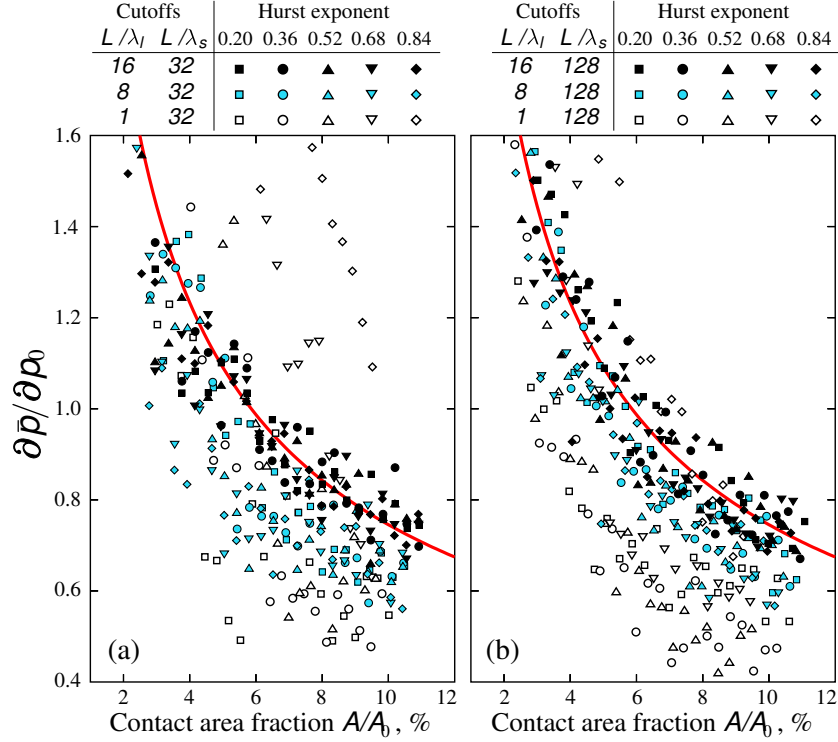 Cutoffs Hurst exponent Cutoffs Hurst exponent
L/λl L/λs 0.20 0.36 0.52 0.68 0.84 L/λl L/λs 0.20 0.36 0.52 0.68 0.84
16 32 16 128
8 32 8 128
1 32 1 128
1.6
1.4
1.2
1.0
0.8
0.6
0.4
∂p̄/∂p0
(a) (b)
2 4 6 8 10 12 2 4 6 8 10 12
Contact area fraction A/A0, % Contact area fraction A/A0, %